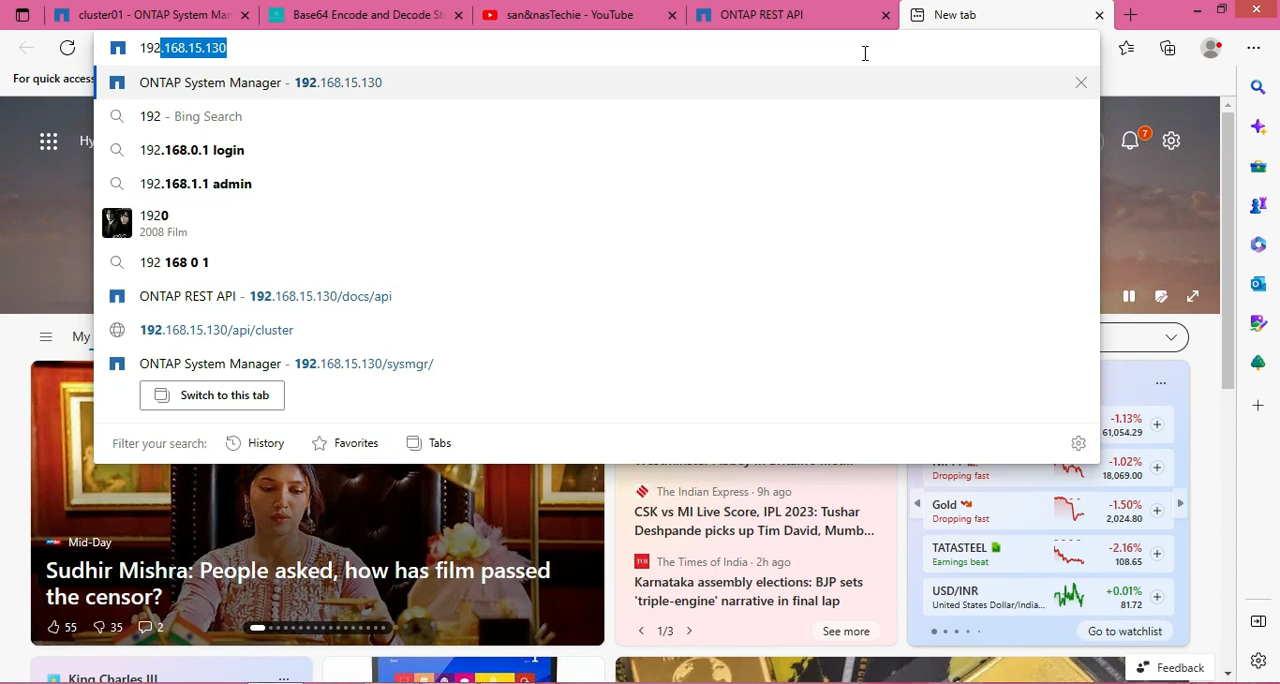 cluster01 - ONTAP System Mar
Base64 Encode and Decode St
san&nasTechie - YouTube
ONTAP REST API
New tab
192.168.15.130
For quick access
ONTAP System Manager - 192.168.15.130
192 - Bing Search
192.168.0.1 login
192.168.1.1 admin
1920
2008 Film
192 168 0 1
ONTAP REST API - 192.168.15.130/docs/api
192.168.15.130/api/cluster
ONTAP System Manager - 192.168.15.130/sysmgr/
Switch to this tab
Filter your search:
History
Favorites
Tabs
Hy
7
My
Mid-Day
Sudhir Mishra: People asked, how has film passed
the censor?
55
35
2
The Indian Express · 9h ago
CSK vs MI Live Score, IPL 2023: Tushar
Deshpande picks up Tim David, Mumb...
The Times of India · 2h ago
Karnataka assembly elections: BJP sets
'triple-engine' narrative in final lap
1/3
See more
-1.13%
61,054.29
-1.02%
Dropping fast
18,069.00
Gold
-1.50%
Dropping fast
2,024.80
TATASTEEL
-2.16%
Earnings beat
108.65
USD/INR
+0.01%
United States Dollar/India...
81.72
Go to watchlist
King Charles III
Feedback